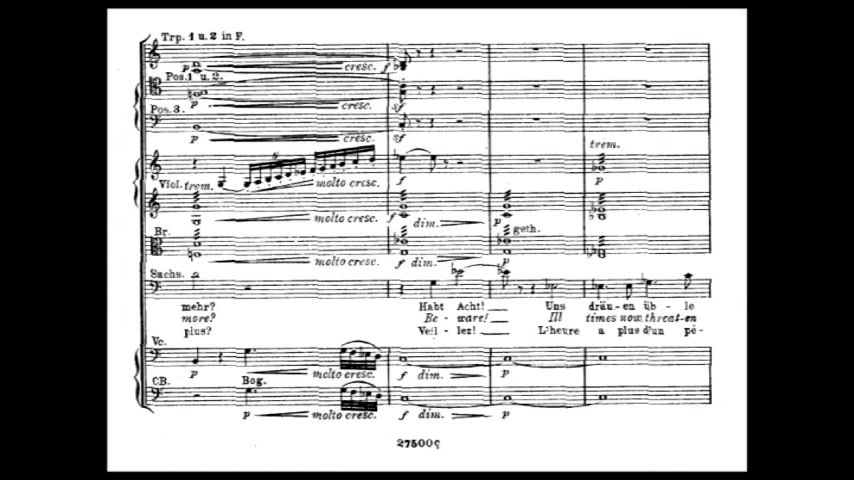 Trp. 1 u. 2 in F.
p cresc. f
Pos. 1 u. 2.
p cresc. sf
Pos. 3.
p cresc. sf
trem.
6
Viol. trem. molto cresc. f p
molto cresc. f dim. p
Br. geth.
molto cresc. f dim. p
Sachs.
mehr? Habt Acht! Uns dräu-en üb-le
more? Be-ware! Ill times now threat-en
plus? Veil-lez! L'heure a plus d'un pé-
Vc.
p molto cresc. f dim. p
CB. Bog.
p molto cresc. f dim. p